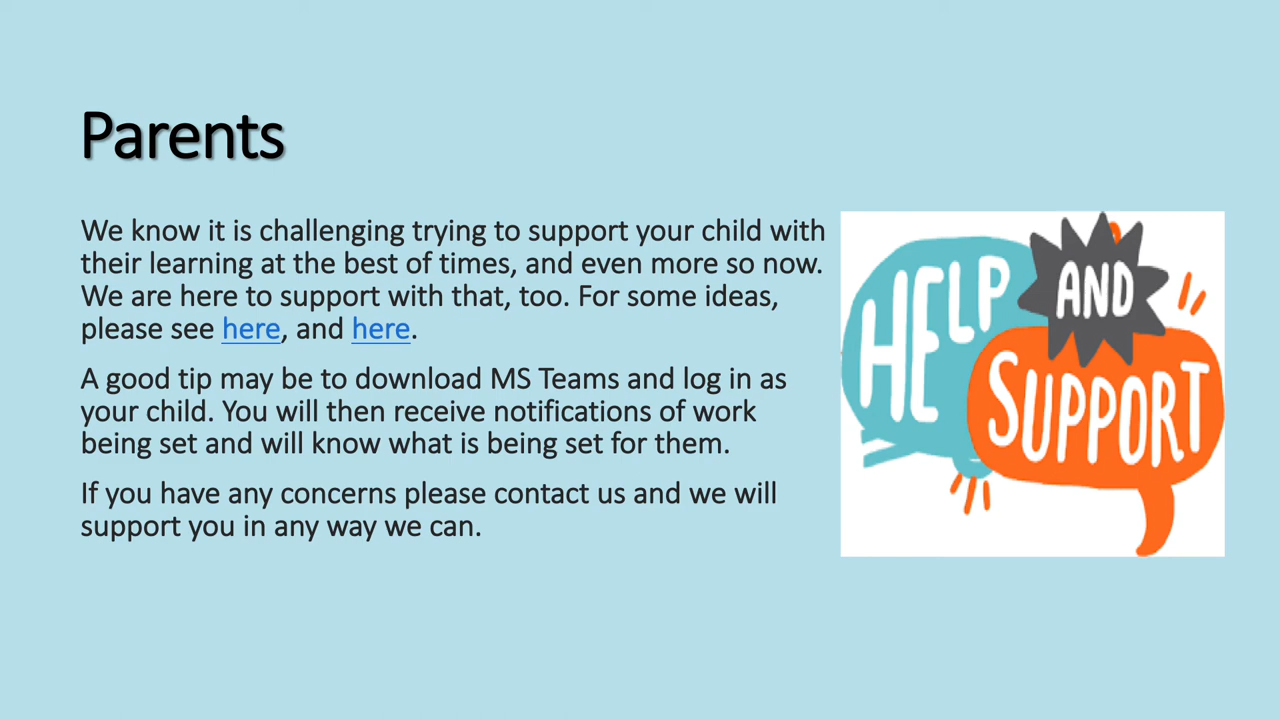 Parents
We know it is challenging trying to support your child with
their learning at the best of times, and even more so now.
We are here to support with that, too. For some ideas,
please see here, and here.
A good tip may be to download MS Teams and log in as
your child. You will then receive notifications of work
being set and will know what is being set for them.
If you have any concerns please contact us and we will
support you in any way we can.
HELP
AND
SUPPORT